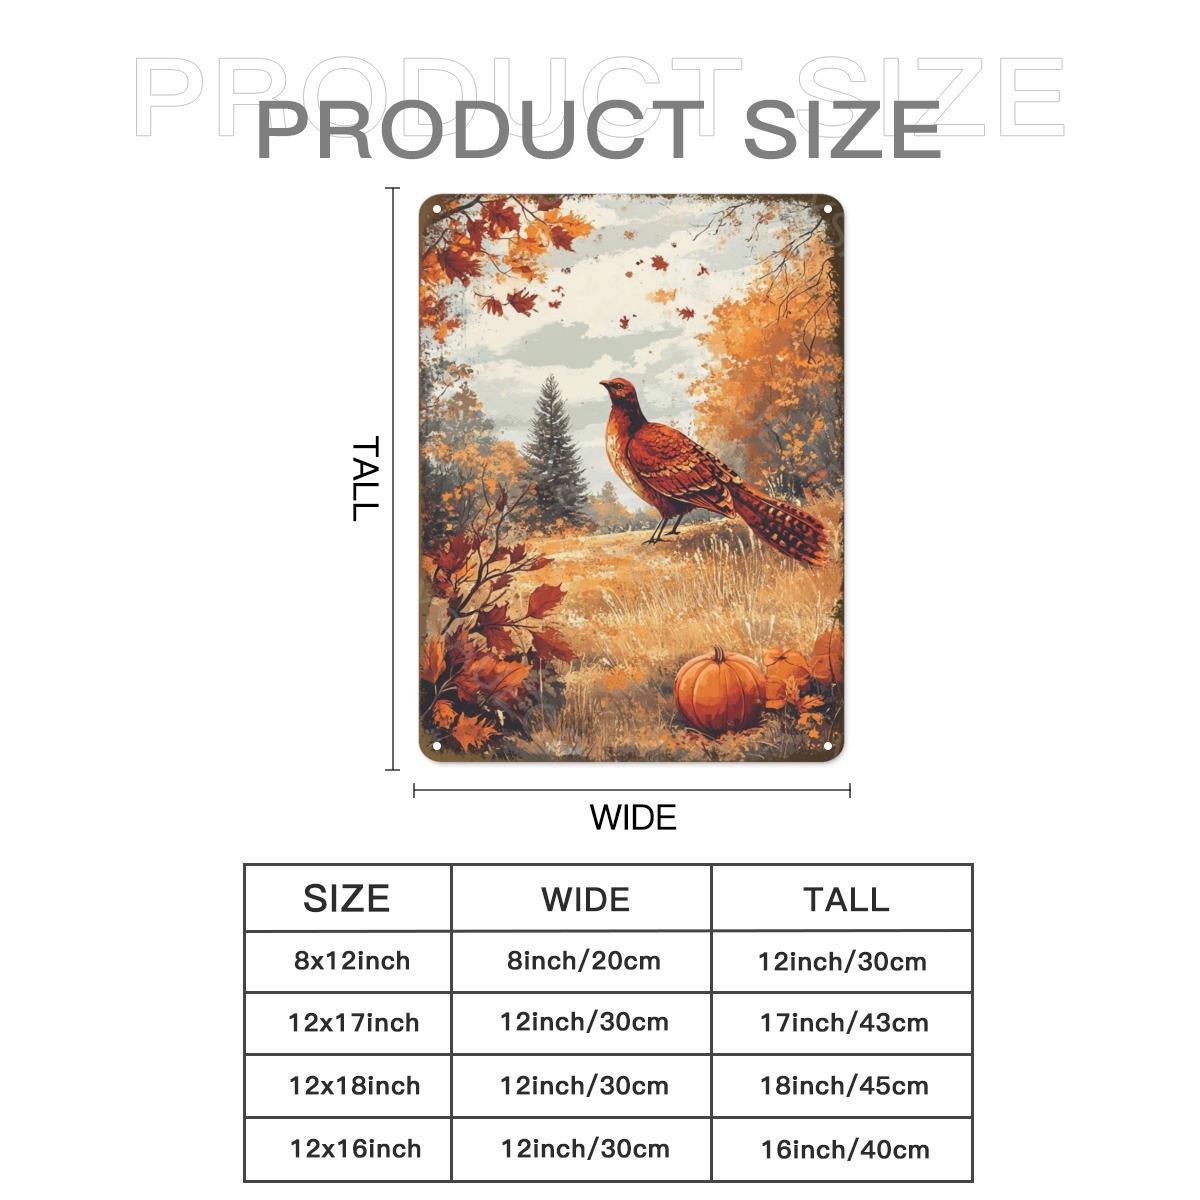 PRODUCT SIZE
PRODUCT SIZE
TALL
WIDE
SIZE WIDE TALL
8x12inch 8inch/20cm 12inch/30cm
12x17inch 12inch/30cm 17inch/43cm
12x18inch 12inch/30cm 18inch/45cm
12x16inch 12inch/30cm 16inch/40cm